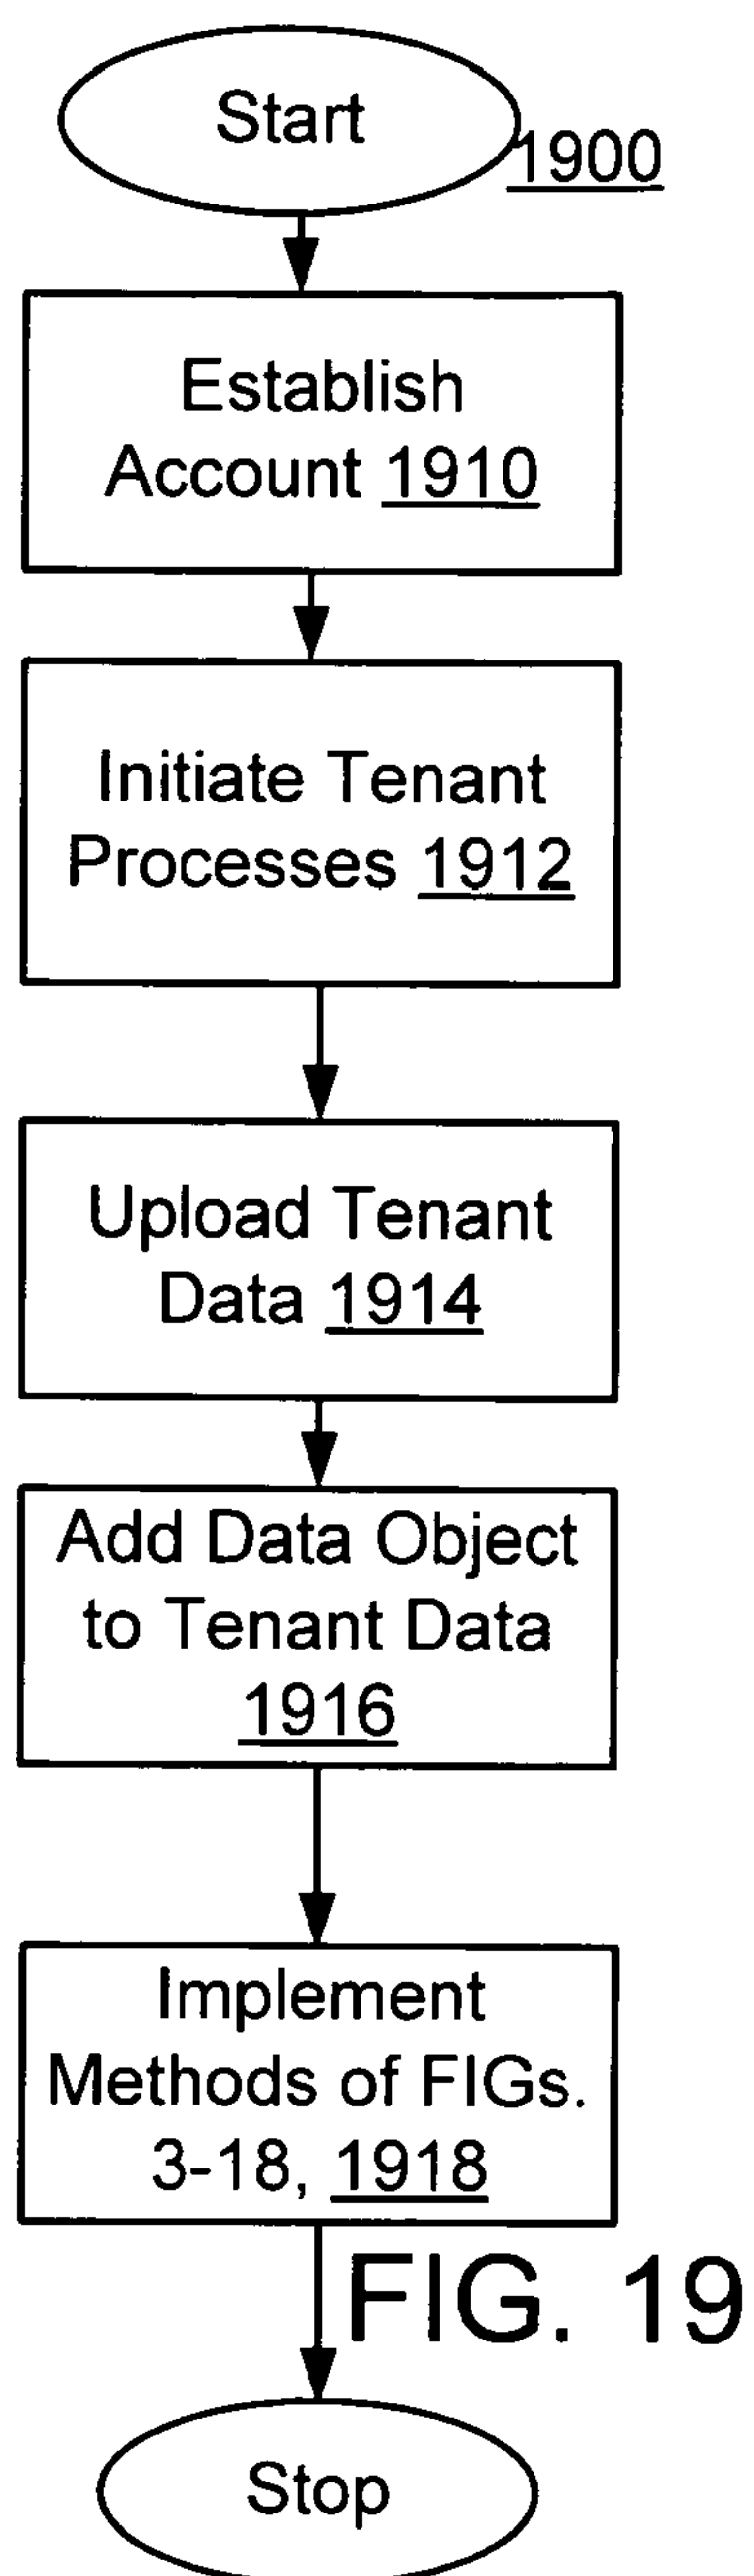 Start
1900
Establish
Account 1910
Initiate Tenant
Processes 1912
Upload Tenant
Data 1914
Add Data Object
to Tenant Data
1916
Implement
Methods of FIGs.
3-18, 1918
FIG. 19
Stop